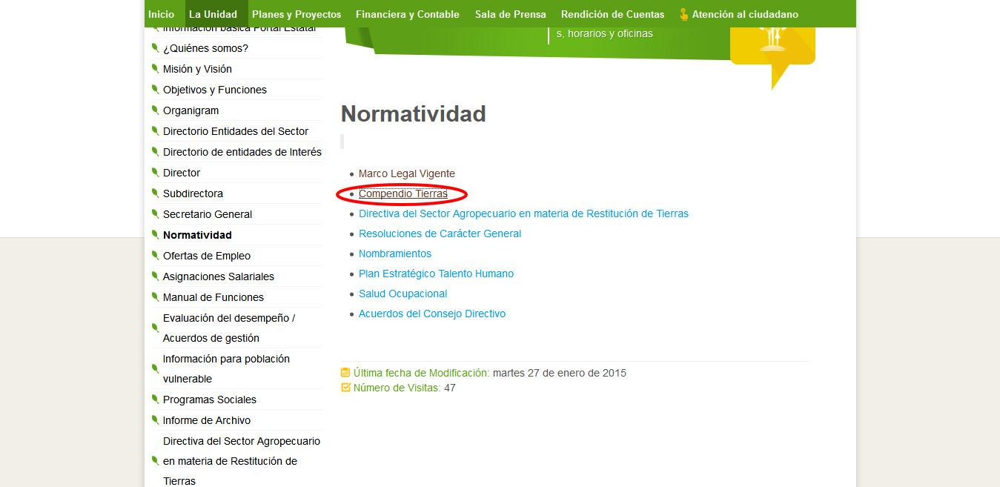 Inicio
La Unidad
Planes y Proyectos
Financiera y Contable
Sala de Prensa
Rendición de Cuentas
Atención al ciudadano
Información básica Portal Estatal
¿Quiénes somos?
Misión y Visión
Objetivos y Funciones
Organigram
Directorio Entidades del Sector
Directorio de entidades de Interés
Director
Subdirectora
Secretario General
Normatividad
Ofertas de Empleo
Asignaciones Salariales
Manual de Funciones
Evaluación del desempeño /
Acuerdos de gestión
Información para población
vulnerable
Programas Sociales
Informe de Archivo
Directiva del Sector Agropecuario
en materia de Restitución de
Tierras
s, horarios y oficinas
Normatividad
Marco Legal Vigente
Compendio Tierras
Directiva del Sector Agropecuario en materia de Restitución de Tierras
Resoluciones de Carácter General
Nombramientos
Plan Estratégico Talento Humano
Salud Ocupacional
Acuerdos del Consejo Directivo
Última fecha de Modificación: martes 27 de enero de 2015
Número de Visitas: 47